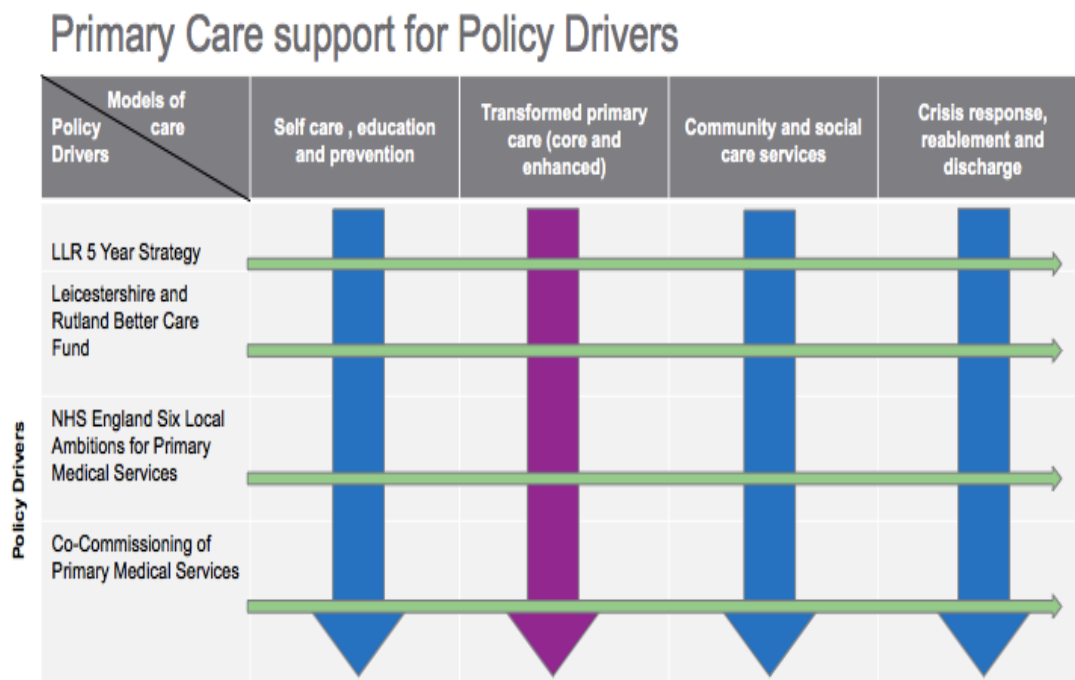 Primary Care support for Policy Drivers
Models of
care
Policy
Drivers
Self care , education
and prevention
Transformed primary
care (core and
enhanced)
Community and social
care services
Crisis response,
reablement and
discharge
LLR 5 Year Strategy
Leicestershire and
Rutland Better Care
Fund
NHS England Six Local
Ambitions for Primary
Medical Services
Co-Commissioning of
Primary Medical Services
Policy Drivers